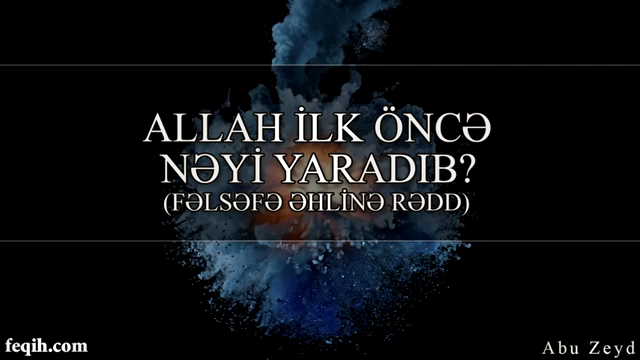 ALLAH İLK ÖNCƏ
NƏYİ YARADIB?
(FƏLSƏFƏ ƏHLİNƏ RƏDD)
feqih.com
Abu Zeyd